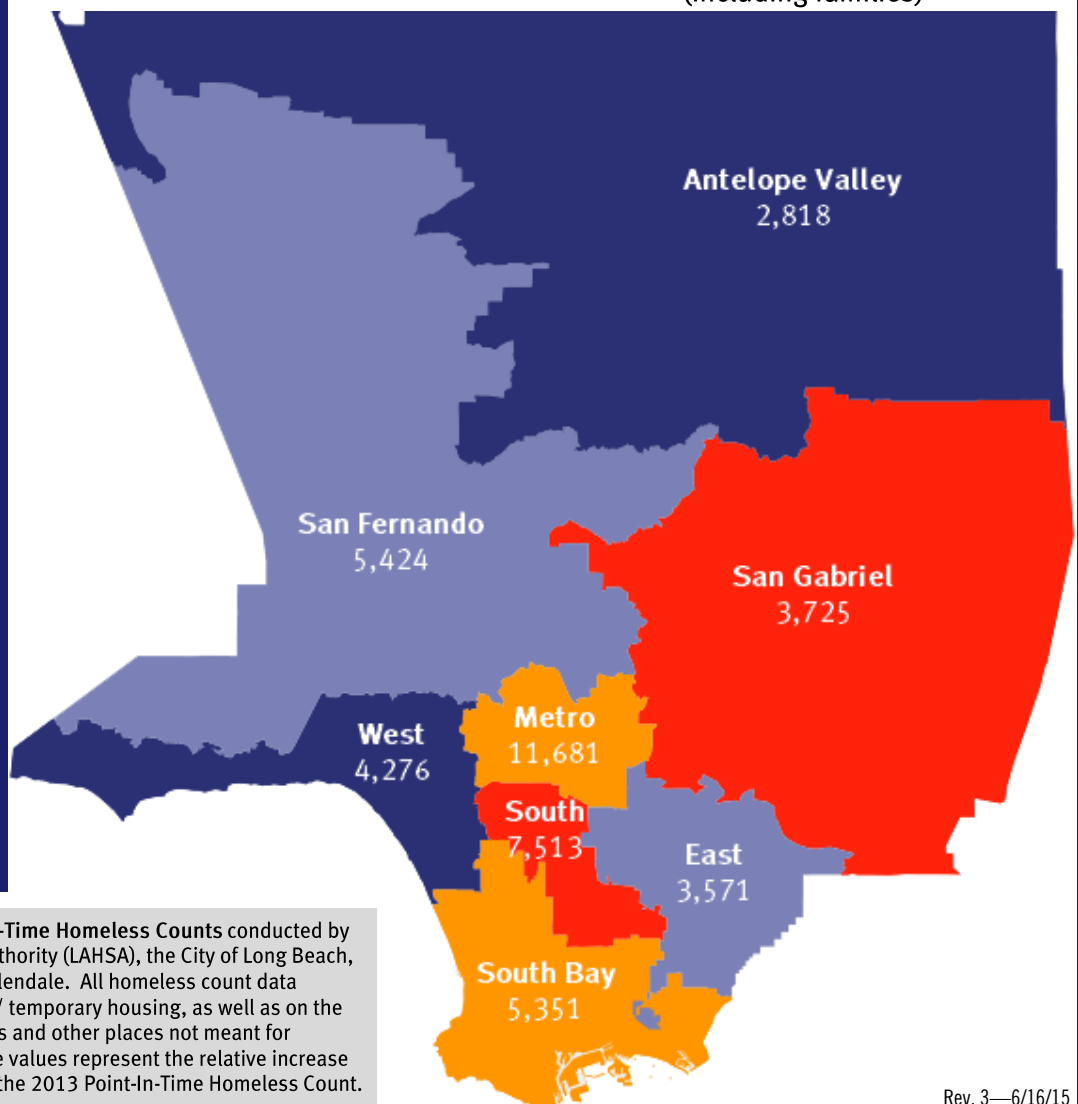 (including families)
Antelope Valley
2,818
San Fernando
5,424
San Gabriel
3,725
Metro
11,681
West
4,276
South
7,513
East
3,571
South Bay
5,351
-Time Homeless Counts conducted by
thority (LAHSA), the City of Long Beach,
lendale. All homeless count data
/ temporary housing, as well as on the
s and other places not meant for
e values represent the relative increase
the 2013 Point-In-Time Homeless Count.
Rev. 3—6/16/15